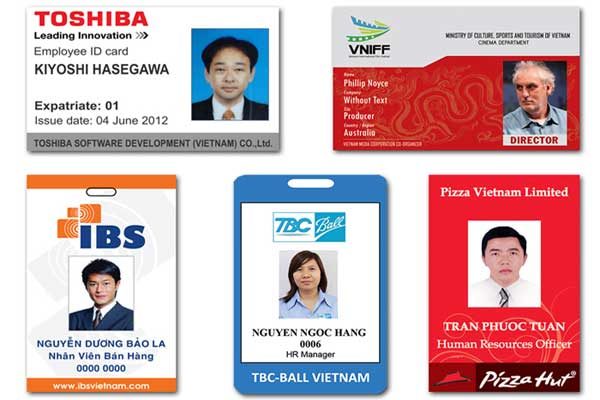 TOSHIBA
Leading Innovation
Employee ID card
KIYOSHI HASEGAWA
Expatriate: 01
Issue date: 04 June 2012
TOSHIBA SOFTWARE DEVELOPMENT (VIETNAM) CO.,Ltd.
VNIFF
MINISTRY OF CULTURE, SPORTS AND TOURISM OF VIETNAM
CINEMA DEPARTMENT
Name
Phillip Noyce
Company
Without Text
Title
Producer
Country / Region
Australia
DIRECTOR
VIETNAM MEDIA CORPORATION CO-ORGANIZER
IBS
NGUYỄN DƯƠNG BẢO LA
Nhân Viên Bán Hàng
0000 0000
www.ibsvietnam.com
TBC Ball
NGUYEN NGOC HANG
0006
HR Manager
TBC-BALL VIETNAM
Pizza Vietnam Limited
TRAN PHUOC TUAN
Human Resources Officer
Pizza Hut®